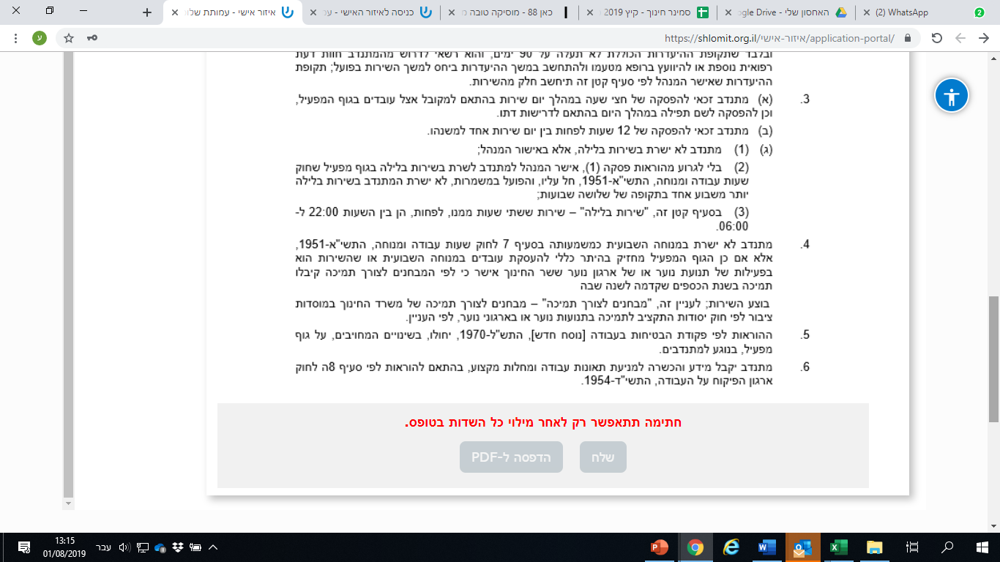 איזור אישי - עמותת שלו
כניסה לאיזור האישי - עמ
כאן 88 - מוסיקה טובה מ
סמינר חינוך - קיץ 2019
האחסון שלי - ogle Drive
(2) WhatsApp
2
ע
https://shlomit.org.il/איזור-אישי/application-portal/
ובלבד שתקופת ההיעדרות הכוללת לא תעלה על 90 ימים, והוא רשאי לדרוש מהמתנדב חוות דעת
רפואית נוספת או להיוועץ ברופא מטעמו ולהתחשב במשך ההיעדרות ביחס למשך השירות בפועל; תקופת
ההיעדרות שאישר המנהל לפי סעיף קטן זה תיחשב חלק מהשירות.
3. (א) מתנדב זכאי להפסקה של חצי שעה במהלך יום שירות בהתאם למקובל אצל עובדים בגוף המפעיל,
וכן להפסקה לשם תפילה במהלך היום בהתאם לדרישות דתו.
(ב) מתנדב זכאי להפסקה של 12 שעות לפחות בין יום שירות אחד למשנהו.
(ג) (1) מתנדב לא ישרת בשירות בלילה, אלא באישור המנהל;
(2) בלי לגרוע מהוראות פסקה (1), אישר המנהל למתנדב לשרת בשירות בלילה בגוף מפעיל שחוק
שעות עבודה ומנוחה, התשי"א-1951, חל עליו, והפועל במשמרות, לא ישרת המתנדב בשירות בלילה
יותר משבוע אחד בתקופה של שלושה שבועות;
(3) בסעיף קטן זה, "שירות בלילה" – שירות ששתי שעות ממנו, לפחות, הן בין השעות 22:00 ל-
06:00.
4. מתנדב לא ישרת במנוחה השבועית כמשמעותה בסעיף 7 לחוק שעות עבודה ומנוחה, התשי"א-1951,
אלא אם כן הגוף המפעיל מחזיק בהיתר כללי להעסקת עובדים במנוחה השבועית או שהשירות הוא
בפעילות של תנועת נוער או של ארגון נוער ששר החינוך אישר כי לפי המבחנים לצורך תמיכה קיבלו
תמיכה בשנת הכספים שקדמה לשנה שבה
בוצע השירות; לעניין זה, "מבחנים לצורך תמיכה" – מבחנים לצורך תמיכה של משרד החינוך במוסדות
ציבור לפי חוק יסודות התקציב לתמיכה בתנועות נוער או בארגוני נוער, לפי העניין.
5. ההוראות לפי פקודת הבטיחות בעבודה [נוסח חדש], התש"ל-1970, יחולו, בשינויים המחויבים, על גוף
מפעיל, בנוגע למתנדבים.
6. מתנדב יקבל מידע והכשרה למניעת תאונות עבודה ומחלות מקצוע, בהתאם להוראות לפי סעיף 8ה לחוק
ארגון הפיקוח על העבודה, התשי"ד-1954.
חתימה תתאפשר רק לאחר מילוי כל השדות בטופס.
שלח
הדפסה ל-PDF
עבר
13:15
01/08/2019